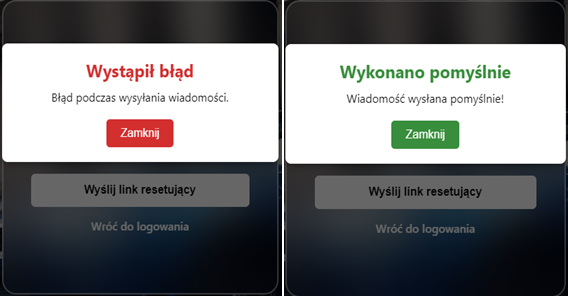 Wystąpił błąd
Błąd podczas wysyłania wiadomości.
Zamknij
Wyślij link resetujący
Wróć do logowania
Wykonano pomyślnie
Wiadomość wysłana pomyślnie!
Zamknij
Wyślij link resetujący
Wróć do logowania